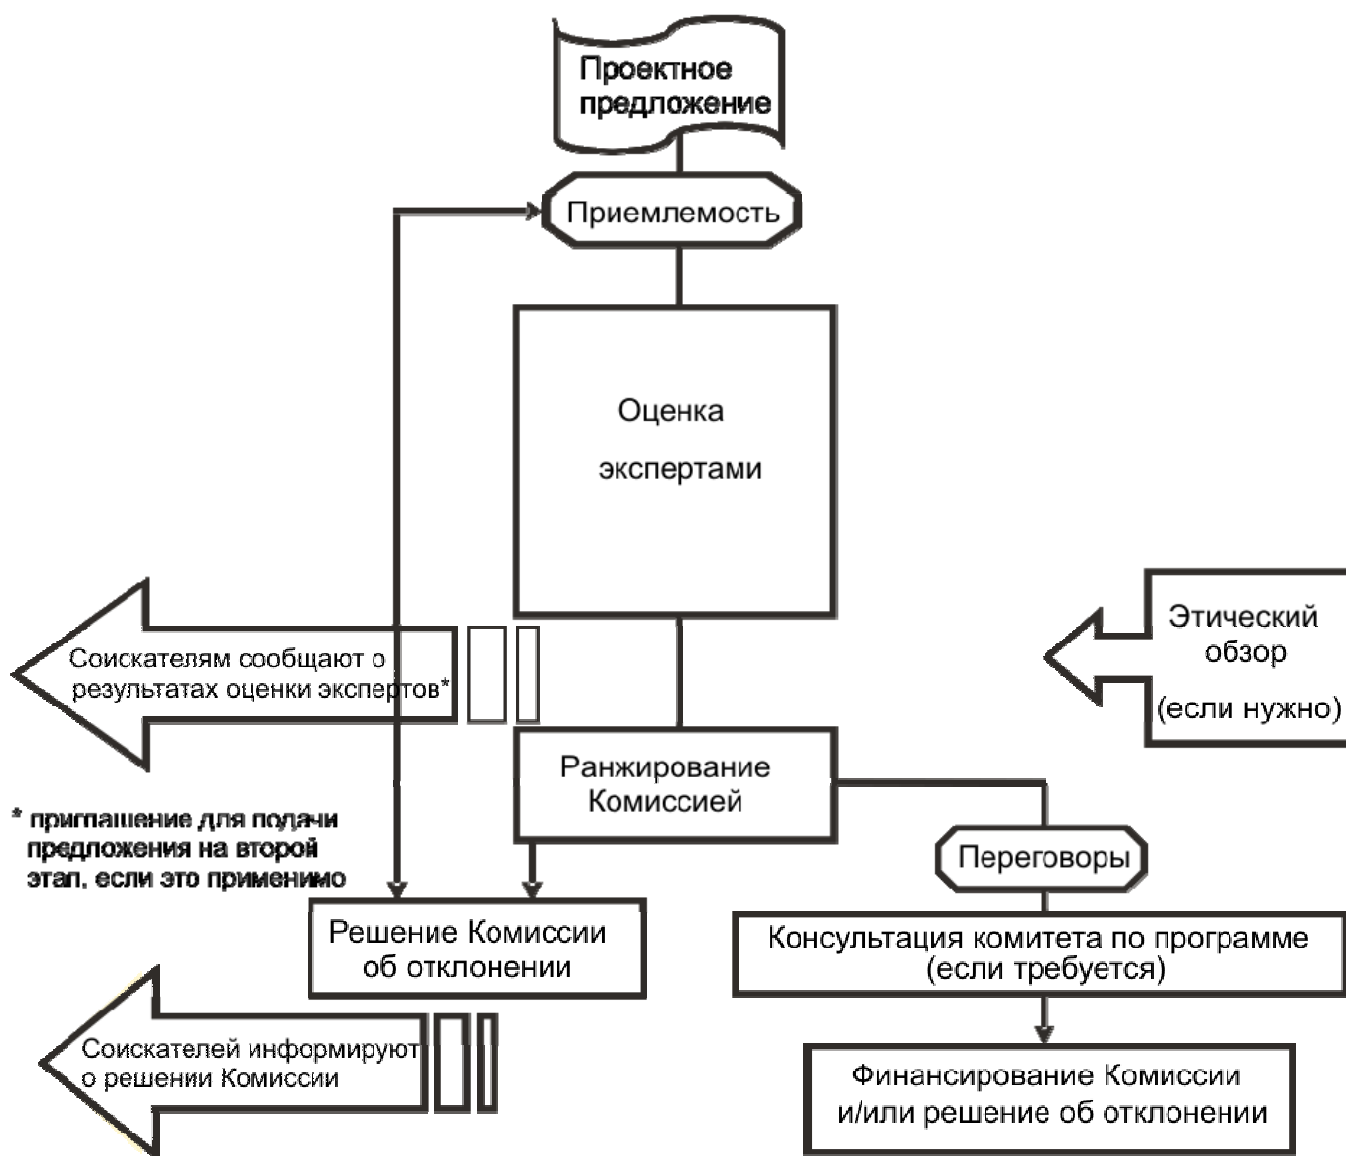 Проектное
предложение
Приемлемость
Оценка
экспертами
Этический
обзор
(если нужно)
Соискателям сообщают о
результатах оценки экспертов*
Ранжирование
Комиссией
* приглашение для подачи
предложения на второй
этап, если это применимо
Переговоры
Решение Комиссии
об отклонении
Консультация комитета по программе
(если требуется)
Соискателей информируют
о решении Комиссии
Финансирование Комиссии
и/или решение об отклонении